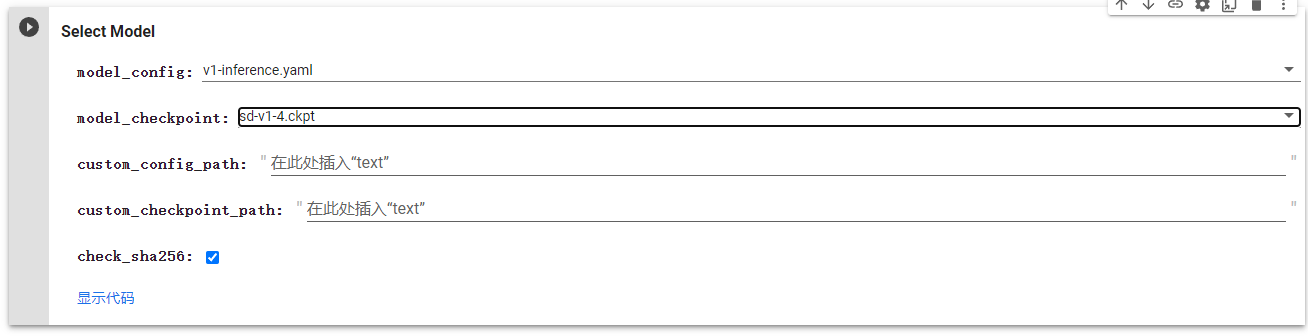 Select Model
model_config: v1-inference.yaml
model_checkpoint: sd-v1-4.ckpt
custom_config_path: " 在此处插入“text” "
custom_checkpoint_path: " 在此处插入“text” "
check_sha256:
显示代码